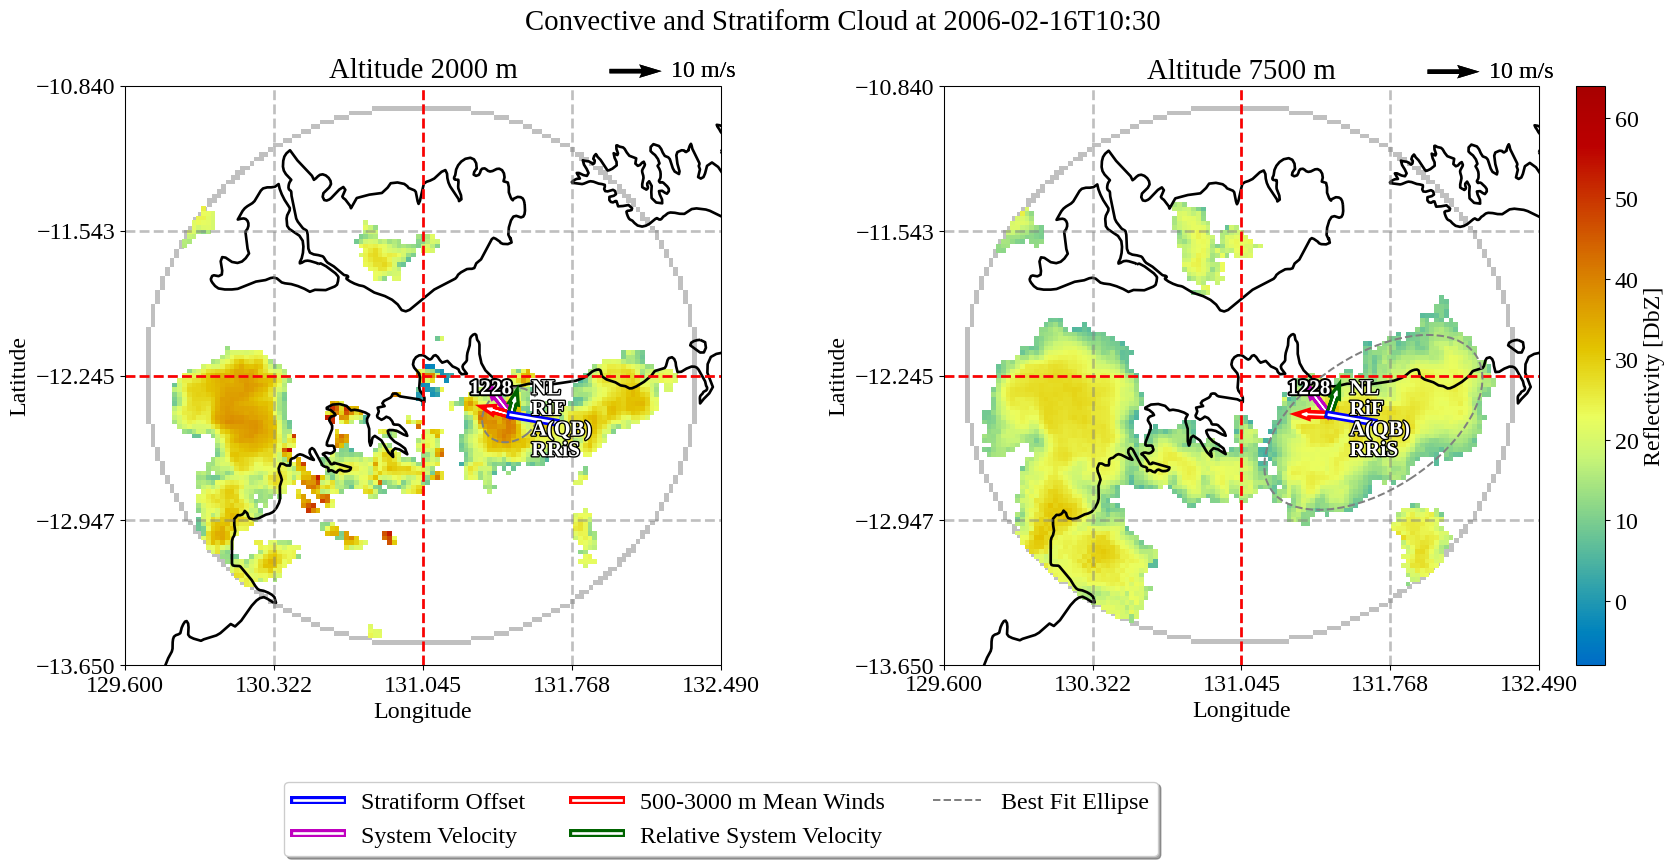 Convective and Stratiform Cloud at 2006-02-16T10:30
Altitude 2000 m
10 m/s
−10.840
−11.543
−12.245
−12.947
−13.650
129.600
130.322
131.045
131.768
132.490
Longitude
Latitude
1228
NL
RiF
A(QB)
RRiS
Altitude 7500 m
10 m/s
−10.840
−11.543
−12.245
−12.947
−13.650
129.600
130.322
131.045
131.768
132.490
Longitude
Latitude
1228
NL
RiF
A(QB)
RRiS
60
50
40
30
20
10
0
Reflectivity [DbZ]
Stratiform Offset
System Velocity
500-3000 m Mean Winds
Relative System Velocity
Best Fit Ellipse